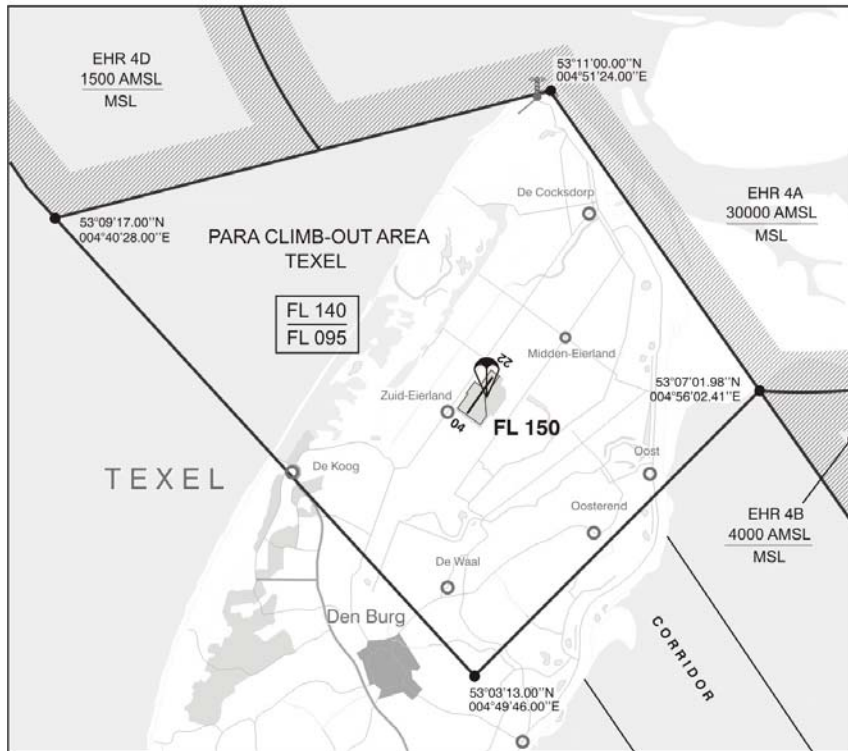 EHR 4D
1500 AMSL
MSL
53°11'00.00''N
004°51'24.00''E
De Cocksdorp
EHR 4A
30000 AMSL
MSL
53°09'17.00''N
004°40'28.00''E
PARA CLIMB-OUT AREA
TEXEL
FL 140
FL 095
22
Midden-Eierland
53°07'01.98''N
004°56'02.41''E
Zuid-Eierland
04
FL 150
De Koog
TEXEL
Oost
Oosterend
EHR 4B
4000 AMSL
MSL
De Waal
Den Burg
CORRIDOR
53°03'13.00''N
004°49'46.00''E